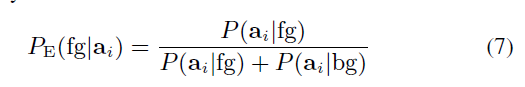 P_E(fg|a_i) = P(a_i|fg) / (P(a_i|fg) + P(a_i|bg)) (7)